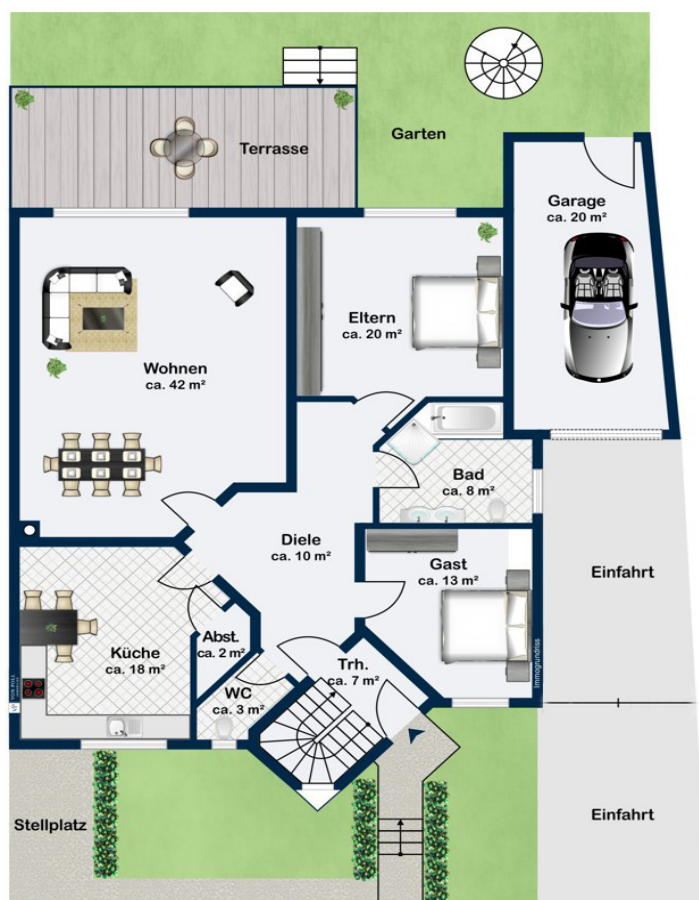 Garten
Terrasse
Garage
ca. 20 m²
Eltern
ca. 20 m²
Wohnen
ca. 42 m²
Bad
ca. 8 m²
Diele
ca. 10 m²
Gast
ca. 13 m²
Einfahrt
Küche
ca. 18 m²
Abst.
ca. 2 m²
Trh.
ca. 7 m²
WC
ca. 3 m²
Immogrundriss
Stellplatz
Einfahrt